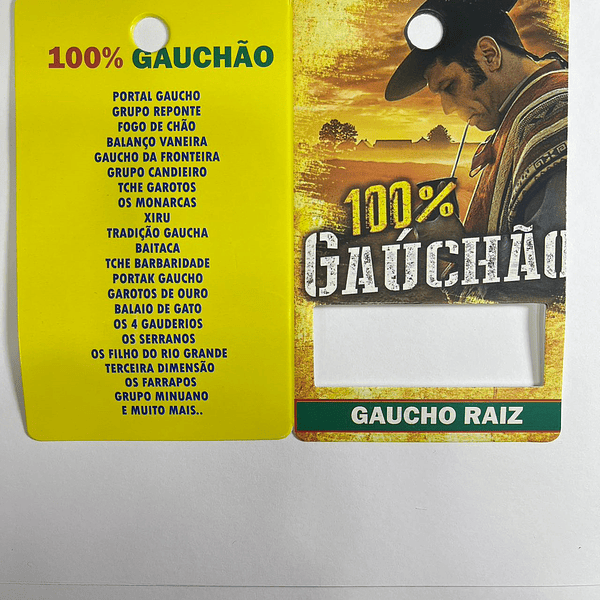 100% GAUCHÃO
PORTAL GAUCHO
GRUPO REPONTE
FOGO DE CHÃO
BALANÇO VANEIRA
GAUCHO DA FRONTEIRA
GRUPO CANDIEIRO
TCHE GAROTOS
OS MONARCAS
XIRU
TRADIÇÃO GAUCHA
BAITACA
TCHE BARBARIDADE
PORTAK GAUCHO
GAROTOS DE OURO
BALAIO DE GATO
OS 4 GAUDERIOS
OS SERRANOS
OS FILHO DO RIO GRANDE
TERCEIRA DIMENSÃO
OS FARRAPOS
GRUPO MINUANO
E MUITO MAIS..
100%
GAÚCHÃO
GAUCHO RAIZ